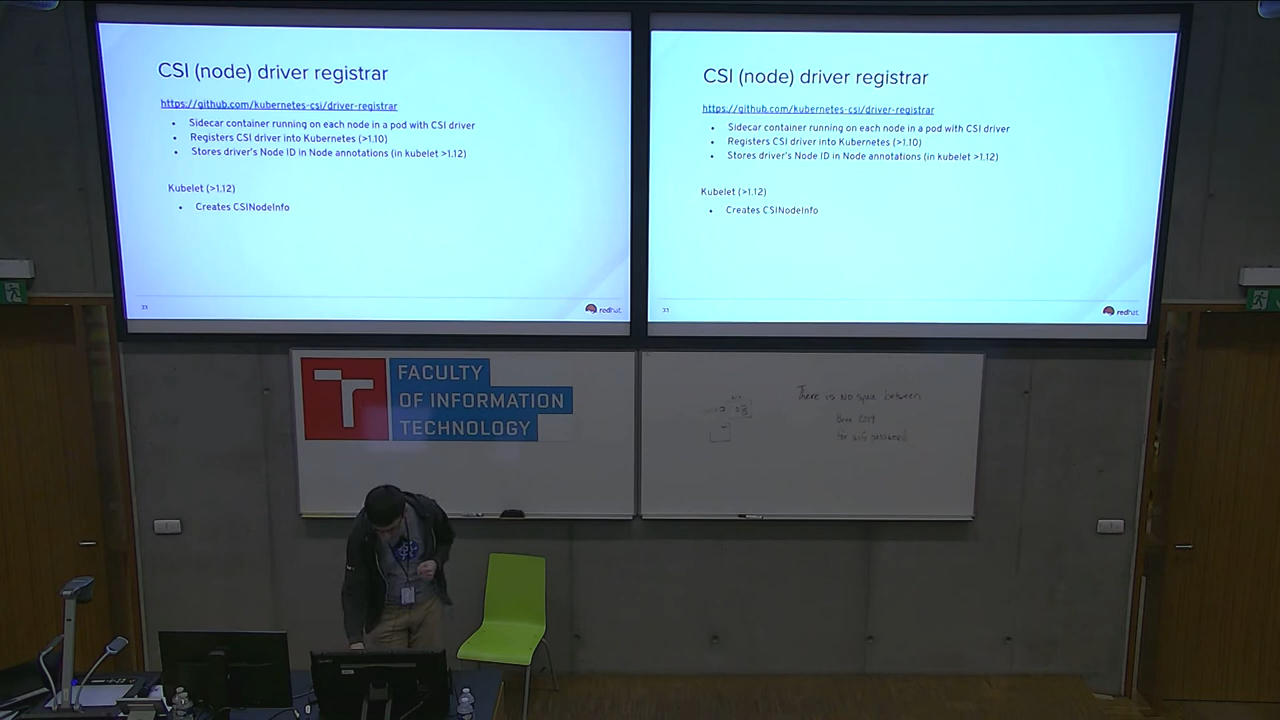 CSI (node) driver registrar
https://github.com/kubernetes-csi/driver-registrar
• Sidecar container running on each node in a pod with CSI driver
• Registers CSI driver into Kubernetes (>1.10)
• Stores driver's Node ID in Node annotations (in kubelet >1.12)
Kubelet (>1.12)
• Creates CSINodeInfo
33
redhat
CSI (node) driver registrar
https://github.com/kubernetes-csi/driver-registrar
• Sidecar container running on each node in a pod with CSI driver
• Registers CSI driver into Kubernetes (>1.10)
• Stores driver's Node ID in Node annotations (in kubelet >1.12)
Kubelet (>1.12)
• Creates CSINodeInfo
33
redhat
FACULTY
OF INFORMATION
TECHNOLOGY
There is no space between
2019
for password